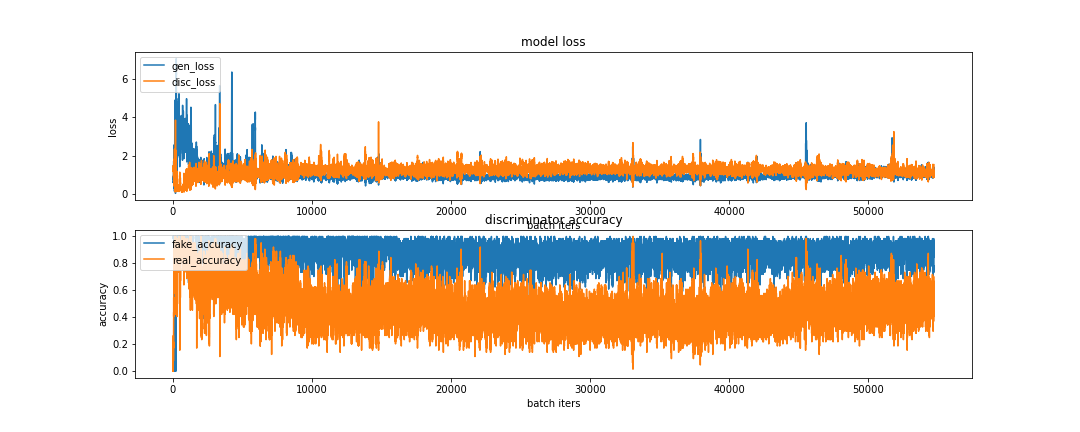 model loss
gen_loss
disc_loss
6
4
2
0
loss
0 10000 20000 30000 40000 50000
batch iters
discriminator accuracy
fake_accuracy
real_accuracy
1.0
0.8
0.6
0.4
0.2
0.0
accuracy
0 10000 20000 30000 40000 50000
batch iters